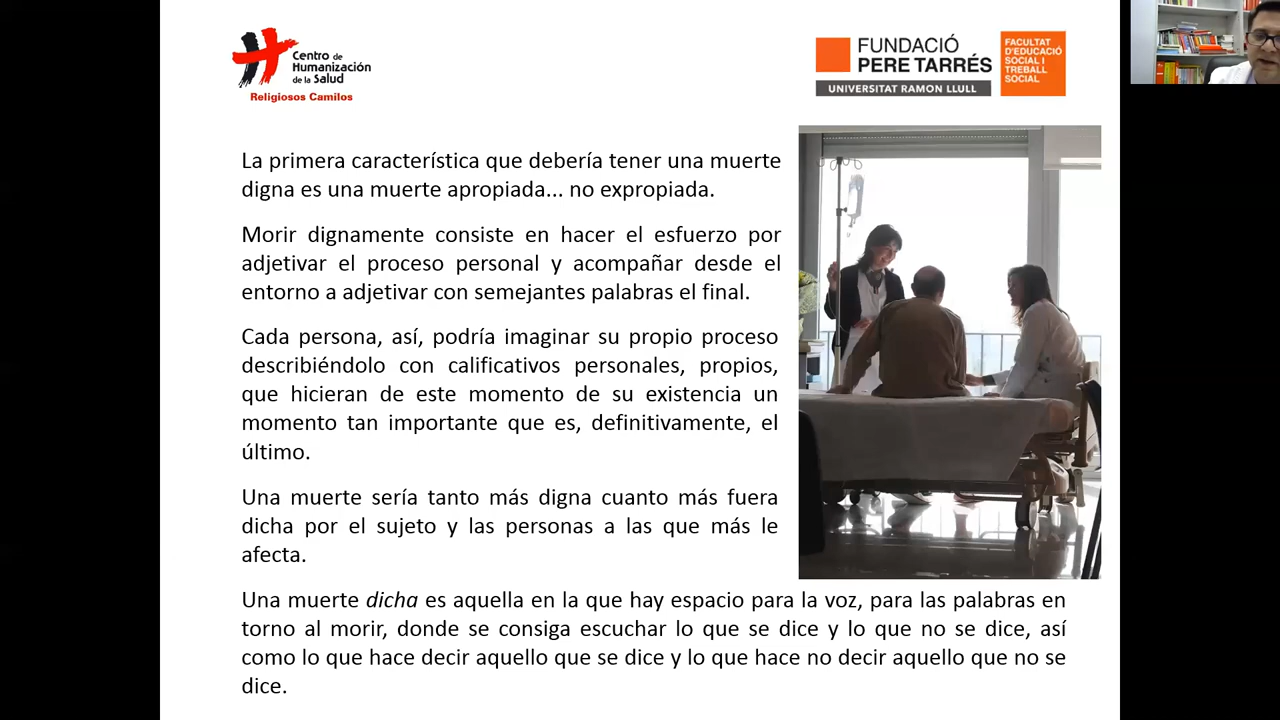 Centro de
Humanización
de la Salud
Religiosos Camilos
FUNDACIÓ
PERE TARRÉS
UNIVERSITAT RAMON LLULL
FACULTAT
D'EDUCACIÓ
SOCIAL I
TREBALL
SOCIAL
La primera característica que debería tener una muerte
digna es una muerte apropiada... no expropiada.
Morir dignamente consiste en hacer el esfuerzo por
adjetivar el proceso personal y acompañar desde el
entorno a adjetivar con semejantes palabras el final.
Cada persona, así, podría imaginar su propio proceso
describiéndolo con calificativos personales, propios,
que hicieran de este momento de su existencia un
momento tan importante que es, definitivamente, el
último.
Una muerte sería tanto más digna cuanto más fuera
dicha por el sujeto y las personas a las que más le
afecta.
Una muerte dicha es aquella en la que hay espacio para la voz, para las palabras en
torno al morir, donde se consiga escuchar lo que se dice y lo que no se dice, así
como lo que hace decir aquello que se dice y lo que hace no decir aquello que no se
dice.